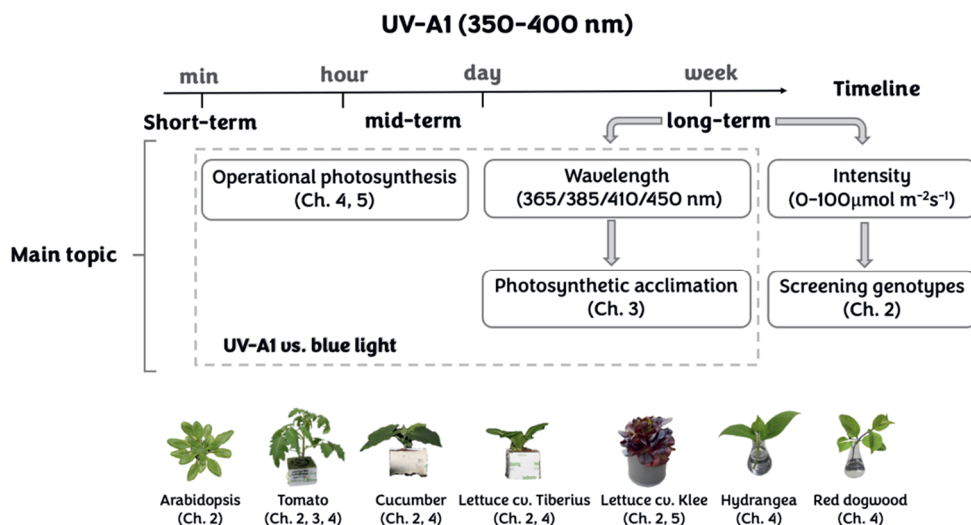 UV-A1 (350-400 nm)
min
hour
day
week
Timeline
Short-term
mid-term
long-term
Main topic
Operational photosynthesis
(Ch. 4, 5)
Wavelength
(365/385/410/450 nm)
Intensity
(0-100μmol m⁻²s⁻¹)
Photosynthetic acclimation
(Ch. 3)
Screening genotypes
(Ch. 2)
UV-A1 vs. blue light
Arabidopsis
(Ch. 2)
Tomato
(Ch. 2, 3, 4)
Cucumber
(Ch. 2, 4)
Lettuce cv. Tiberius
(Ch. 2, 4)
Lettuce cv. Klee
(Ch. 2, 5)
Hydrangea
(Ch. 4)
Red dogwood
(Ch. 4)